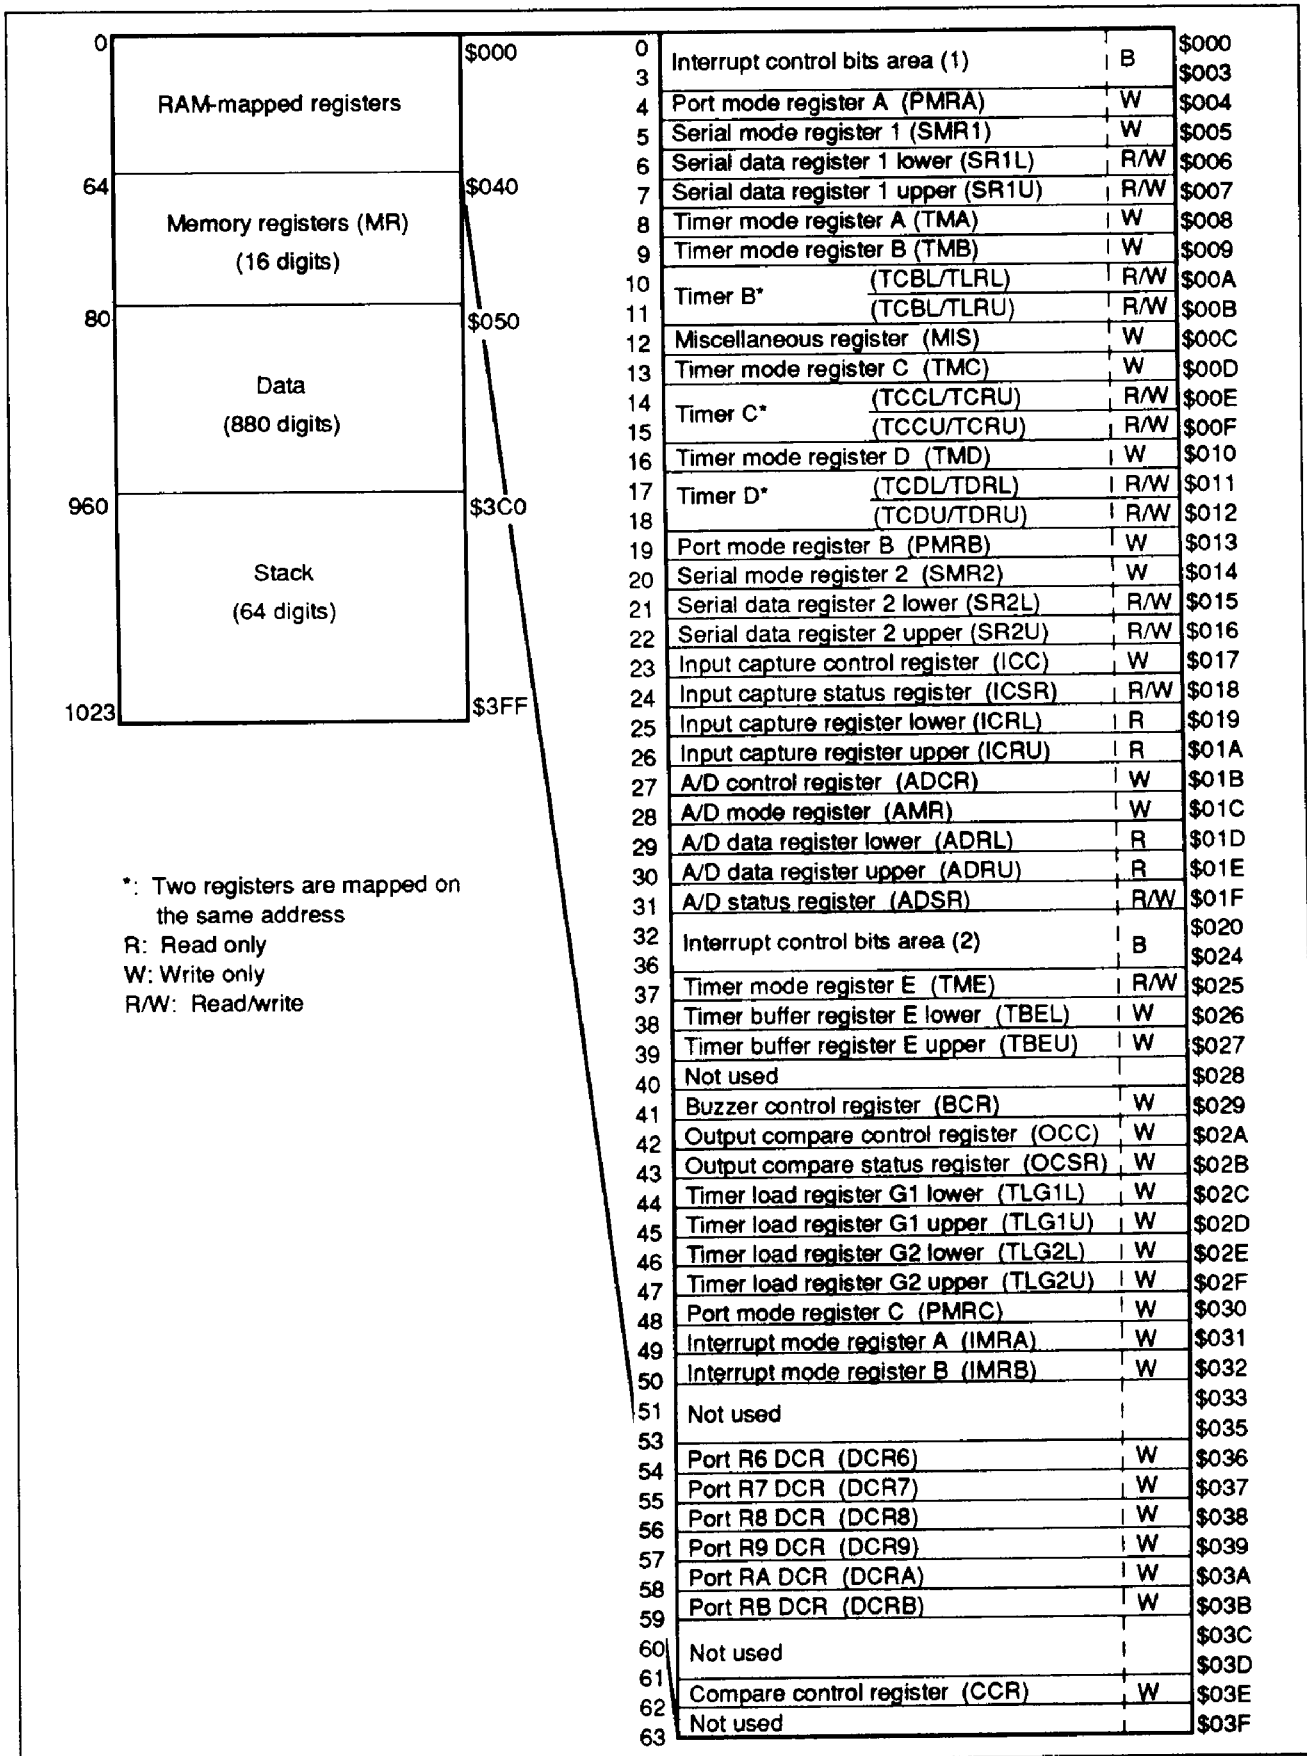 0
$000
RAM-mapped registers
64
$040
Memory registers (MR)
(16 digits)
80
$050
Data
(880 digits)
960
$3C0
Stack
(64 digits)
1023
$3FF
*: Two registers are mapped on
the same address
R: Read only
W: Write only
R/W: Read/write
0 $000
Interrupt control bits area (1) B
3 $003
4 Port mode register A (PMRA) W $004
5 Serial mode register 1 (SMR1) W $005
6 Serial data register 1 lower (SR1L) R/W $006
7 Serial data register 1 upper (SR1U) R/W $007
8 Timer mode register A (TMA) W $008
9 Timer mode register B (TMB) W $009
10 (TCBL/TLRL) R/W $00A
Timer B*
11 (TCBL/TLRU) R/W $00B
12 Miscellaneous register (MIS) W $00C
13 Timer mode register C (TMC) W $00D
14 (TCCL/TCRU) R/W $00E
Timer C*
15 (TCCU/TCRU) R/W $00F
16 Timer mode register D (TMD) W $010
17 (TCDL/TDRL) R/W $011
Timer D*
18 (TCDU/TDRU) R/W $012
19 Port mode register B (PMRB) W $013
20 Serial mode register 2 (SMR2) W $014
21 Serial data register 2 lower (SR2L) R/W $015
22 Serial data register 2 upper (SR2U) R/W $016
23 Input capture control register (ICC) W $017
24 Input capture status register (ICSR) R/W $018
25 Input capture register lower (ICRL) R $019
26 Input capture register upper (ICRU) R $01A
27 A/D control register (ADCR) W $01B
28 A/D mode register (AMR) W $01C
29 A/D data register lower (ADRL) R $01D
30 A/D data register upper (ADRU) R $01E
31 A/D status register (ADSR) R/W $01F
32 $020
Interrupt control bits area (2) B
36 $024
37 Timer mode register E (TME) R/W $025
38 Timer buffer register E lower (TBEL) W $026
39 Timer buffer register E upper (TBEU) W $027
40 Not used $028
41 Buzzer control register (BCR) W $029
42 Output compare control register (OCC) W $02A
43 Output compare status register (OCSR) W $02B
44 Timer load register G1 lower (TLG1L) W $02C
45 Timer load register G1 upper (TLG1U) W $02D
46 Timer load register G2 lower (TLG2L) W $02E
47 Timer load register G2 upper (TLG2U) W $02F
48 Port mode register C (PMRC) W $030
49 Interrupt mode register A (IMRA) W $031
50 Interrupt mode register B (IMRB) W $032
51 $033
Not used
53 $035
54 Port R6 DCR (DCR6) W $036
55 Port R7 DCR (DCR7) W $037
56 Port R8 DCR (DCR8) W $038
57 Port R9 DCR (DCR9) W $039
58 Port RA DCR (DCRA) W $03A
59 Port RB DCR (DCRB) W $03B
60 $03C
Not used
61 $03D
62 Compare control register (CCR) W $03E
63 Not used $03F